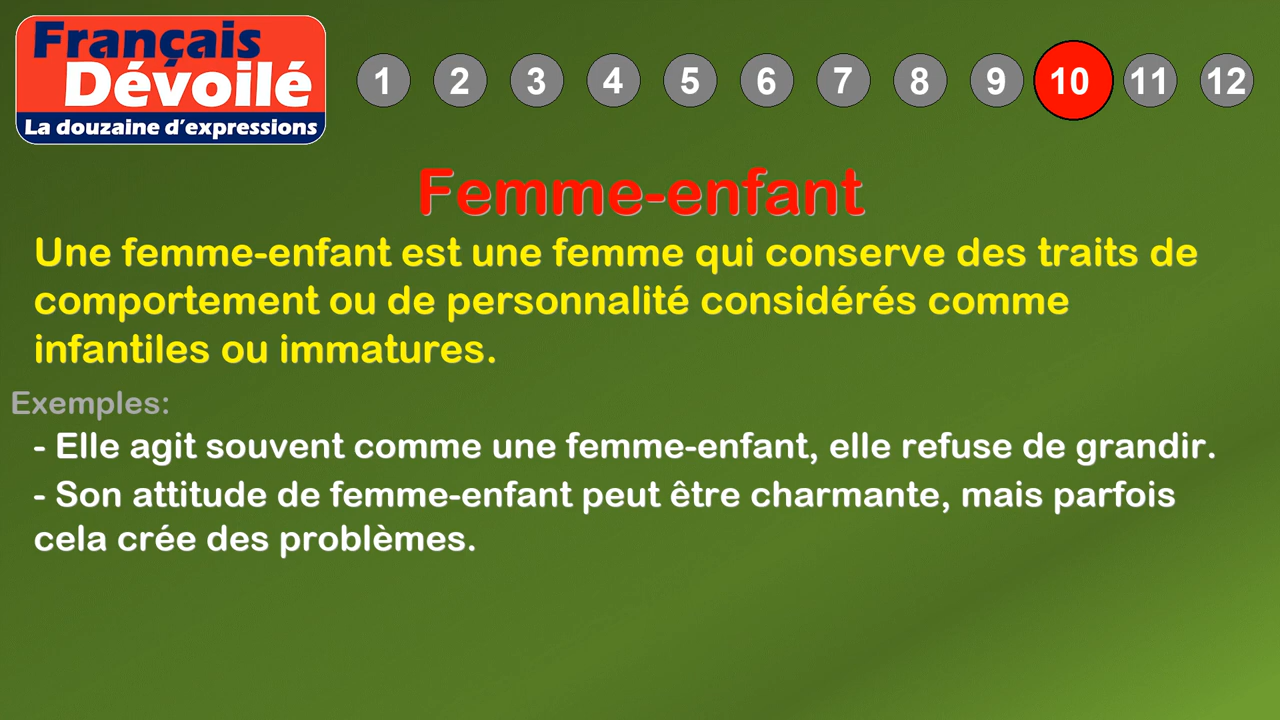 Français
Dévoilé
La douzaine d'expressions
1 2 3 4 5 6 7 8 9 10 11 12
Femme-enfant
Une femme-enfant est une femme qui conserve des traits de
comportement ou de personnalité considérés comme
infantiles ou immatures.
Exemples:
- Elle agit souvent comme une femme-enfant, elle refuse de grandir.
- Son attitude de femme-enfant peut être charmante, mais parfois
cela crée des problèmes.